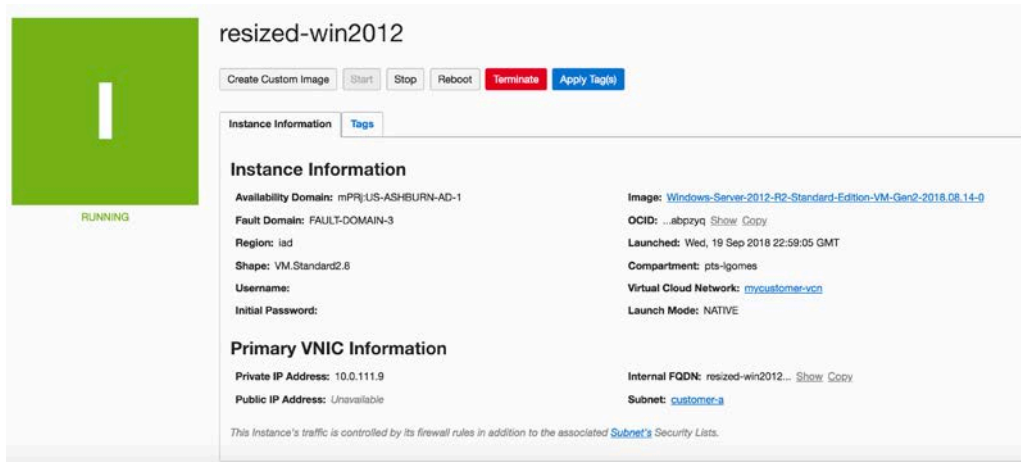 resized-win2012
Create Custom Image Start Stop Reboot Terminate Apply Tag(s)
Instance Information Tags
I
RUNNING
Instance Information
Availability Domain: mPRj:US-ASHBURN-AD-1
Fault Domain: FAULT-DOMAIN-3
Region: iad
Shape: VM.Standard2.8
Username:
Initial Password:
Image: Windows-Server-2012-R2-Standard-Edition-VM-Gen2-2018.08.14-0
OCID: ...abpzyq Show Copy
Launched: Wed, 19 Sep 2018 22:59:05 GMT
Compartment: pts-lgomes
Virtual Cloud Network: mycustomer-vcn
Launch Mode: NATIVE
Primary VNIC Information
Private IP Address: 10.0.111.9
Public IP Address: Unavailable
Internal FQDN: resized-win2012... Show Copy
Subnet: customer-a
This Instance's traffic is controlled by its firewall rules in addition to the associated Subnet's Security Lists.